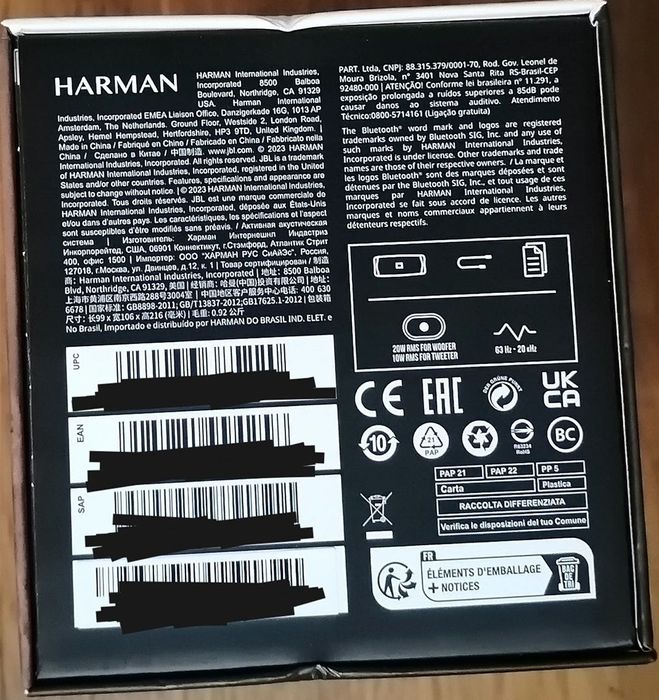 HARMAN
HARMAN International Industries,
Incorporated 8500 Balboa
Boulevard, Northridge, CA 91329
USA. Harman International
Industries, Incorporated EMEA Liaison Office, Danzigerkade 16G, 1013 AP
Amsterdam, The Netherlands. Ground Floor, Westside 2, London Road,
Apsley, Hemel Hempstead, Hertfordshire, HP3 9TD, United Kingdom. |
Made in China / Fabriqué en Chine / Fabricado en China / Fabbricato nella
China / Сделано в Китае / 中国制造. www.jbl.com. © 2023 HARMAN
International Industries, Incorporated. All rights reserved. JBL is a trademark
of HARMAN International Industries, Incorporated, registered in the United
States and/or other countries. Features, specifications and appearance are
subject to change without notice. | © 2023 HARMAN International Industries,
Incorporated. Tous droits réservés. JBL est une marque commerciale de
HARMAN International Industries, Incorporated, déposée aux États-Unis
et/ou dans d'autres pays. Les caractéristiques, les spécifications et l'aspect
sont susceptibles d'être modifiés sans préavis. / Активная акустическая
система | Изготовитель: Харман Интернешнл Индастриз
Инкорпорейтед, США, 06901 Коннектикут, г.Стэмфорд, Атлантик Стрит
400, офис 1500 | Импортер: ООО "ХАРМАН РУС СиАйЭс", Россия,
127018, г.Москва, ул. Двинцев, д.12, к. 1 | Товар сертифицирован / 制造
商: Harman International Industries, Incorporated | 地址: 8500 Balboa
Blvd, Northridge, CA 91329, 美国 | 经销商: 哈曼(中国)投资有限公司 | 地址:
上海市黄浦区南京西路288号3004室 | 中国地区客户服务电话: 400 630
6678 | 国家标准: GB8898-2011; GB/T13837-2012;GB17625.1-2012 | 包装箱
尺寸: 长99 x 宽106 x 高216 (毫米) | 毛重: 0.92 公斤
No Brasil, Importado e distribuído por HARMAN DO BRASIL IND. ELET. e
PART. Ltda, CNPJ: 88.315.379/0001-70, Rod. Gov. Leonel de
Moura Brizola, nº 3401 Nova Santa Rita RS-Brasil-CEP
92480-000 | ATENÇÃO! Conforme lei brasileira nº 11.291, a
exposição prolongada a ruídos superiores a 85dB pode
causar danos ao sistema auditivo. Atendimento
Técnico:0800-5714161 (Ligação gratuita)
The Bluetooth® word mark and logos are registered
trademarks owned by Bluetooth SIG, Inc. and any use of
such marks by HARMAN International Industries,
Incorporated is under license. Other trademarks and trade
names are those of their respective owners. / La marque et
les logos Bluetooth® sont des marques déposées et sont
détenues par the Bluetooth SIG, Inc., et tout usage de ces
marques par HARMAN International Industries,
Incorporated se fait sous accord de licence. Les autres
marques et noms commerciaux appartiennent à leurs
détenteurs respectifs.
20W RMS FOR WOOFER
10W RMS FOR TWEETER
63 Hz - 20 kHz
CE
EAC
DER GRÜNE PUNKT
UK
CA
10
21
PAP
R63234
RoHS
BC
PAP 21
PAP 22
PP 5
Carta
Plastica
RACCOLTA DIFFERENZIATA
Verifica le disposizioni del tuo Comune
FR
ÉLÉMENTS D'EMBALLAGE
+ NOTICES
BAC
DE
TRI
UPC
EAN
SAP